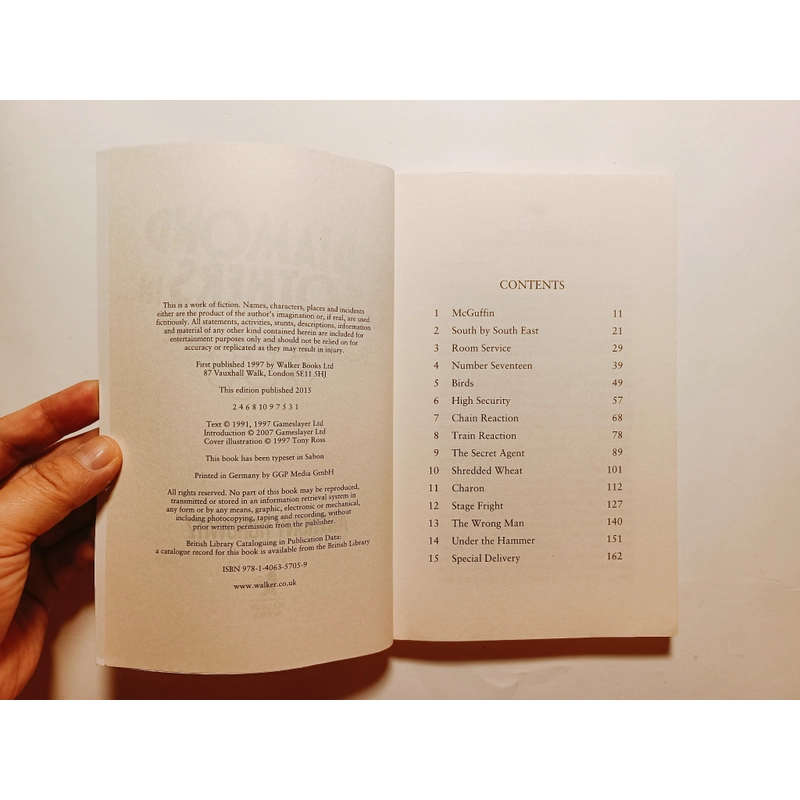 This is a work of fiction. Names, characters, places and incidents
either are the product of the author's imagination or, if real, are used
fictitiously. All statements, activities, stunts, descriptions, information
and material of any other kind contained herein are included for
entertainment purposes only and should not be relied on for
accuracy or replicated as they may result in injury.
First published 1997 by Walker Books Ltd
87 Vauxhall Walk, London SE11 5HJ
This edition published 2015
2 4 6 8 10 9 7 5 3 1
Text © 1991, 1997 Gameslayer Ltd
Introduction © 2007 Gameslayer Ltd
Cover illustration © 1997 Tony Ross
This book has been typeset in Sabon
Printed in Germany by GGP Media GmbH
All rights reserved. No part of this book may be reproduced,
transmitted or stored in an information retrieval system in
any form or by any means, graphic, electronic or mechanical,
including photocopying, taping and recording, without
prior written permission from the publisher.
British Library Cataloguing in Publication Data:
a catalogue record for this book is available from the British Library
ISBN 978-1-4063-5705-9
www.walker.co.uk
CONTENTS
1 McGuffin 11
2 South by South East 21
3 Room Service 29
4 Number Seventeen 39
5 Birds 49
6 High Security 57
7 Chain Reaction 68
8 Train Reaction 78
9 The Secret Agent 89
10 Shredded Wheat 101
11 Charon 112
12 Stage Fright 127
13 The Wrong Man 140
14 Under the Hammer 151
15 Special Delivery 162